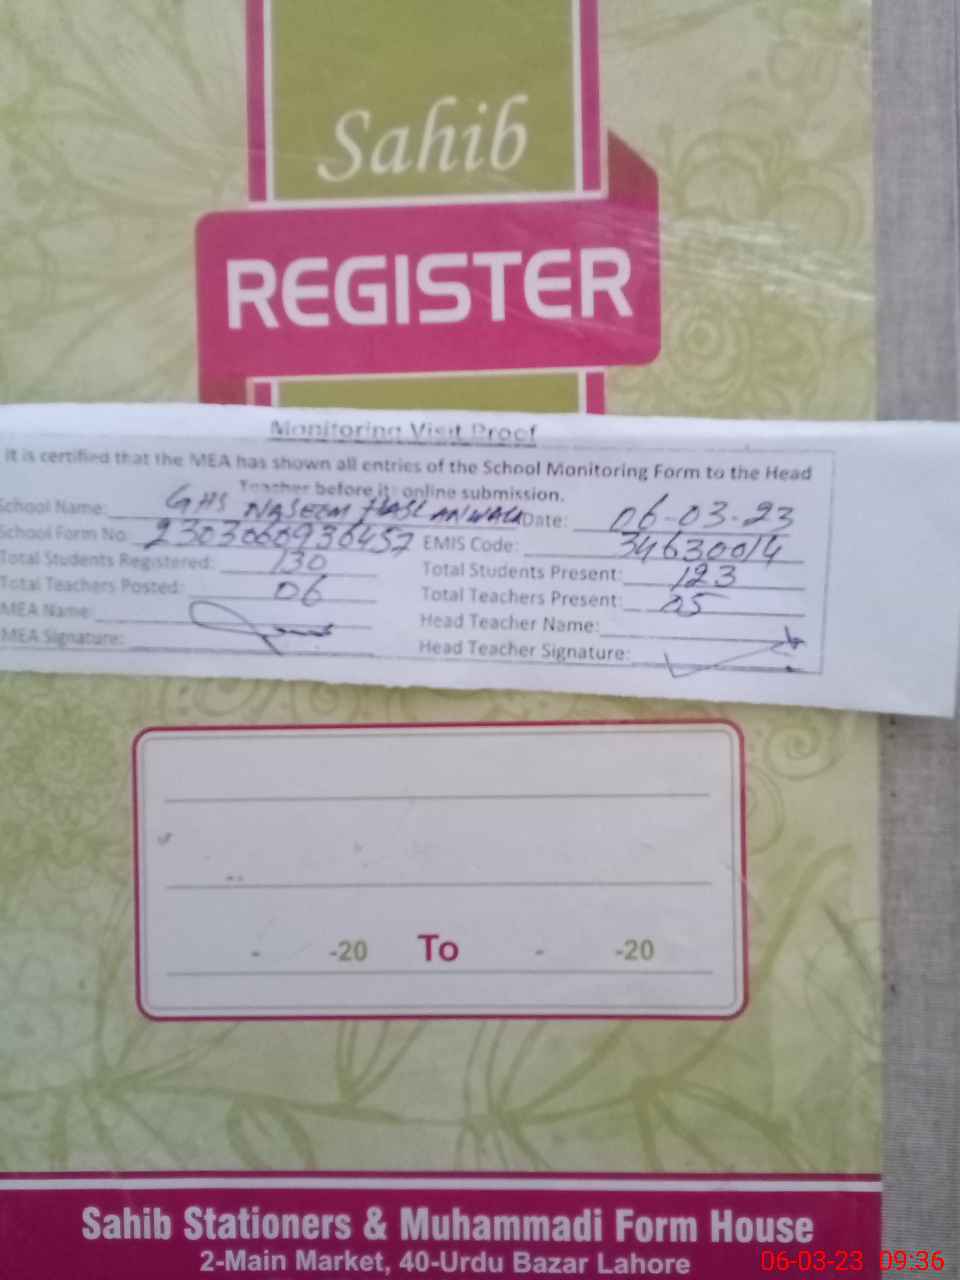 Sahib
REGISTER
Monitoring Visit Proof
it is certified that the MEA has shown all entries of the School Monitoring Form to the Head
Teacher before its online submission.
School Name: GHS NASEEM Date: 06-03-23
School Form No: 2303060936457 EMIS Code: 34630014
Total Students Registered: 130 Total Students Present: 123
Total Teachers Posted: 06 Total Teachers Present: 05
MEA Name: Head Teacher Name:
MEA Signature: Head Teacher Signature:
- -20 To - -20
Sahib Stationers & Muhammadi Form House
2-Main Market, 40-Urdu Bazar Lahore
06-03-23 09:36